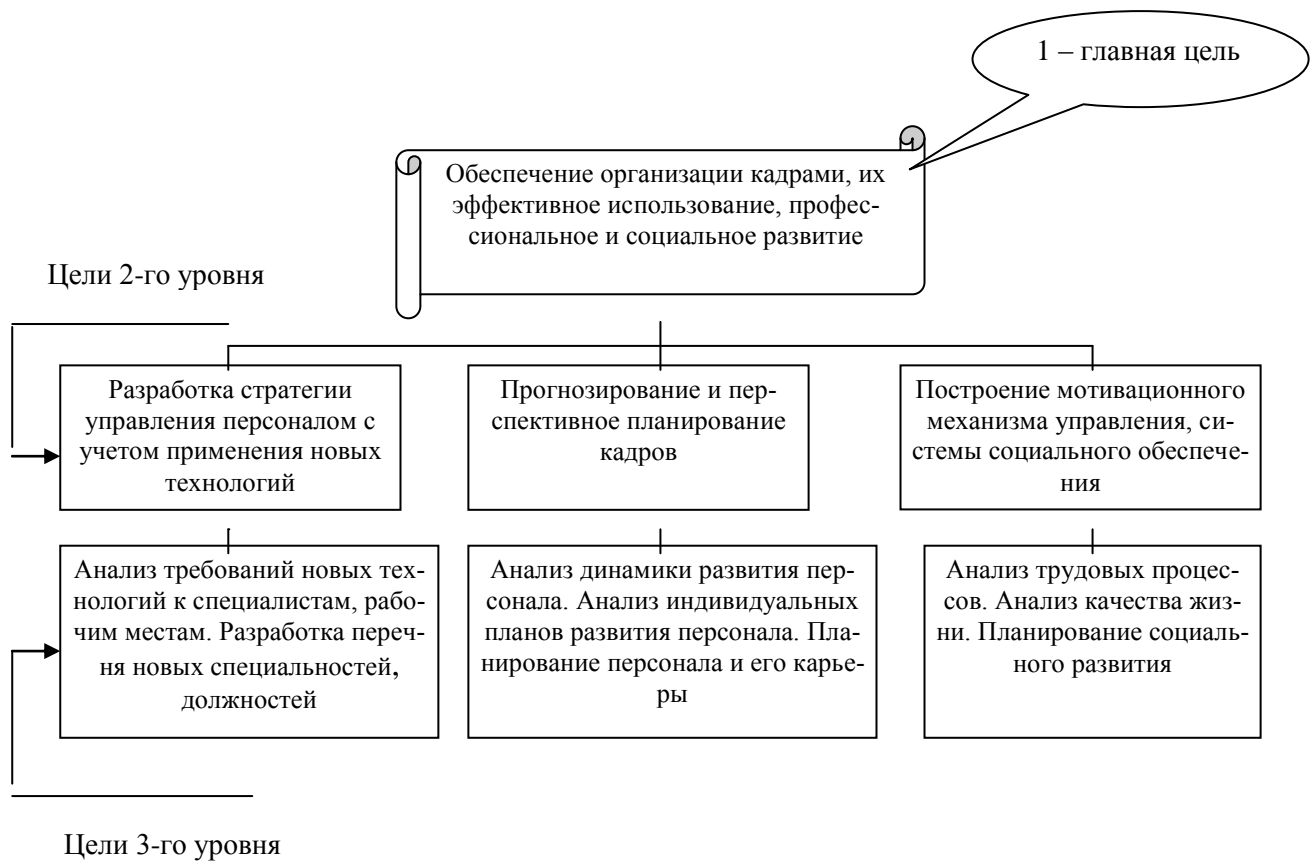 1 – главная цель
Обеспечение организации кадрами, их
эффективное использование, профес-
сиональное и социальное развитие
Цели 2-го уровня
Разработка стратегии
управления персоналом с
учетом применения новых
технологий
Прогнозирование и пер-
спективное планирование
кадров
Построение мотивационного
механизма управления, си-
стемы социального обеспече-
ния
Анализ требований новых тех-
нологий к специалистам, рабо-
чим местам. Разработка переч-
ня новых специальностей,
должностей
Анализ динамики развития пер-
сонала. Анализ индивидуальных
планов развития персонала. Пла-
нирование персонала и его карье-
ры
Анализ трудовых процес-
сов. Анализ качества жиз-
ни. Планирование социаль-
ного развития
Цели 3-го уровня